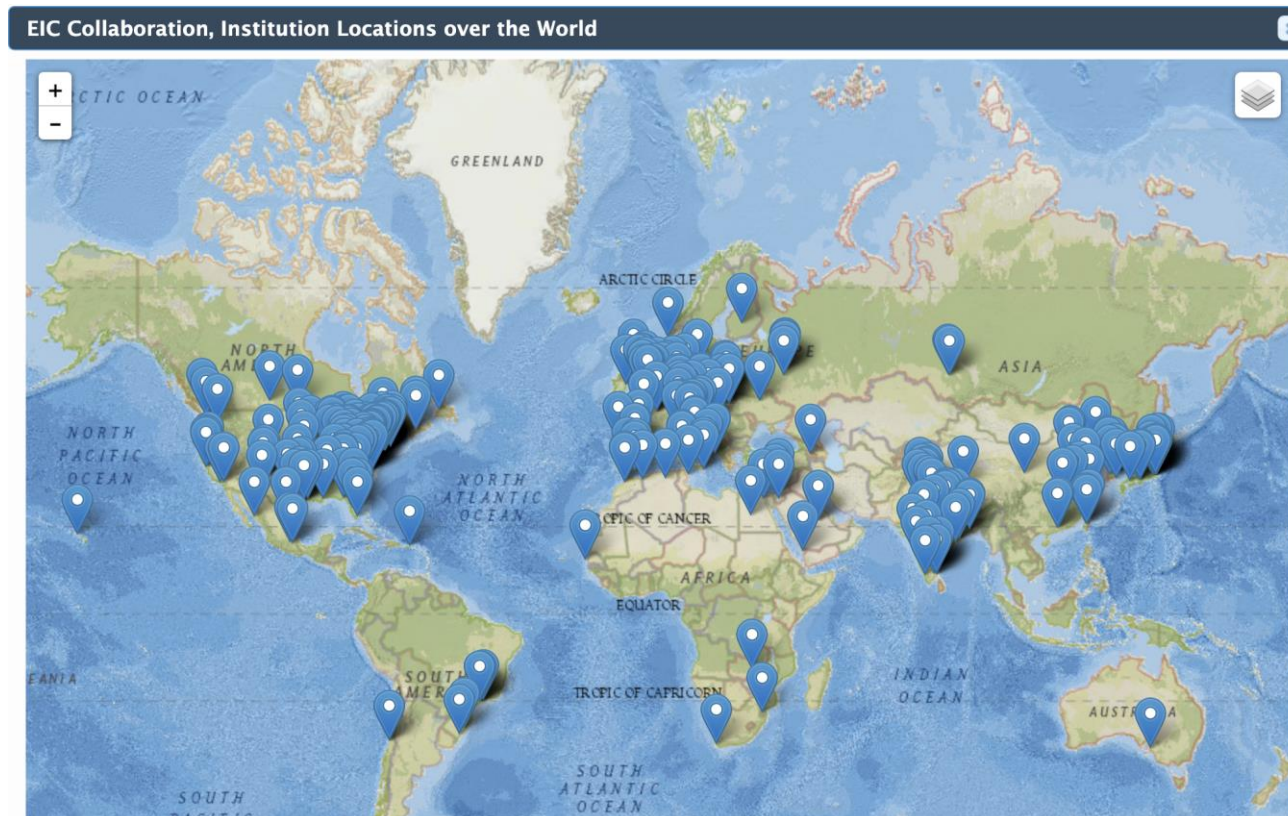 EIC Collaboration, Institution Locations over the World
+
−
CTIC OCEAN
GREENLAND
ARCTIC CIRCLE
NORTH
AM
E
PE
ASIA
NORTH
PACIFIC
OCEAN
NORTH
ATLANTIC
OCEAN
OPIC OF CANCER
AFRICA
EQUATOR
EANIA
SOUTH
AMER
TROPIC OF CAPRICORN
INDIAN
OCEAN
AUSTR
A
SOUTH
ATLANTIC
OCEAN
SOUTH